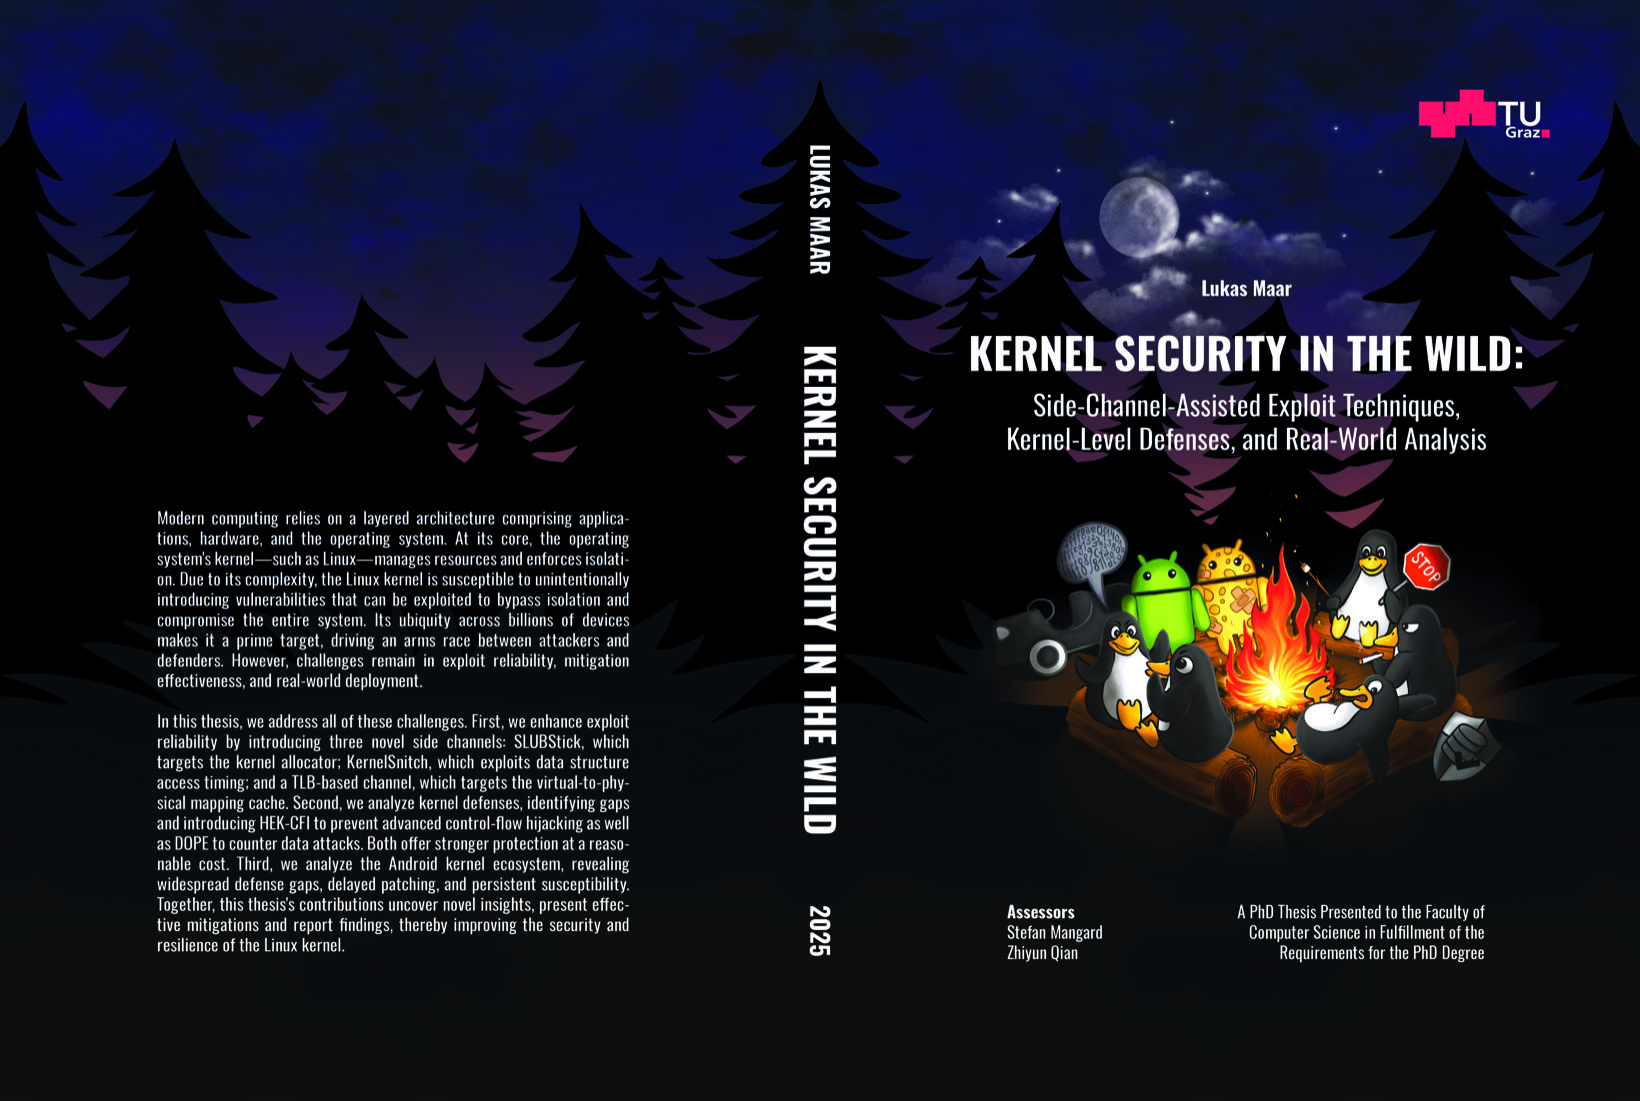 Modern computing relies on a layered architecture comprising applica-
tions, hardware, and the operating system. At its core, the operating
system's kernel—such as Linux—manages resources and enforces isolati-
on. Due to its complexity, the Linux kernel is susceptible to unintentionally
introducing vulnerabilities that can be exploited to bypass isolation and
compromise the entire system. Its ubiquity across billions of devices
makes it a prime target, driving an arms race between attackers and
defenders. However, challenges remain in exploit reliability, mitigation
effectiveness, and real-world deployment.
In this thesis, we address all of these challenges. First, we enhance exploit
reliability by introducing three novel side channels: SLUBStick, which
targets the kernel allocator; KernelSnitch, which exploits data structure
access timing; and a TLB-based channel, which targets the virtual-to-phy-
sical mapping cache. Second, we analyze kernel defenses, identifying gaps
and introducing HEK-CFI to prevent advanced control-flow hijacking as well
as DOPE to counter data attacks. Both offer stronger protection at a reaso-
nable cost. Third, we analyze the Android kernel ecosystem, revealing
widespread defense gaps, delayed patching, and persistent susceptibility.
Together, this thesis's contributions uncover novel insights, present effec-
tive mitigations and report findings, thereby improving the security and
resilience of the Linux kernel.
LUKAS MAAR
KERNEL SECURITY IN THE WILD
2025
TU
Graz
Lukas Maar
KERNEL SECURITY IN THE WILD:
Side-Channel-Assisted Exploit Techniques,
Kernel-Level Defenses, and Real-World Analysis
STOP
Assessors
Stefan Mangard
Zhiyun Qian
A PhD Thesis Presented to the Faculty of
Computer Science in Fulfillment of the
Requirements for the PhD Degree